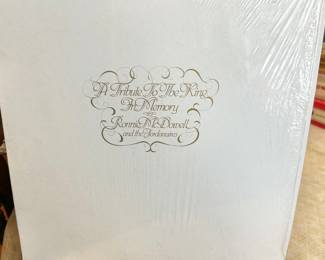 A Tribute To The King
In Memory
Ronnie McDowell
and the Jordanaires